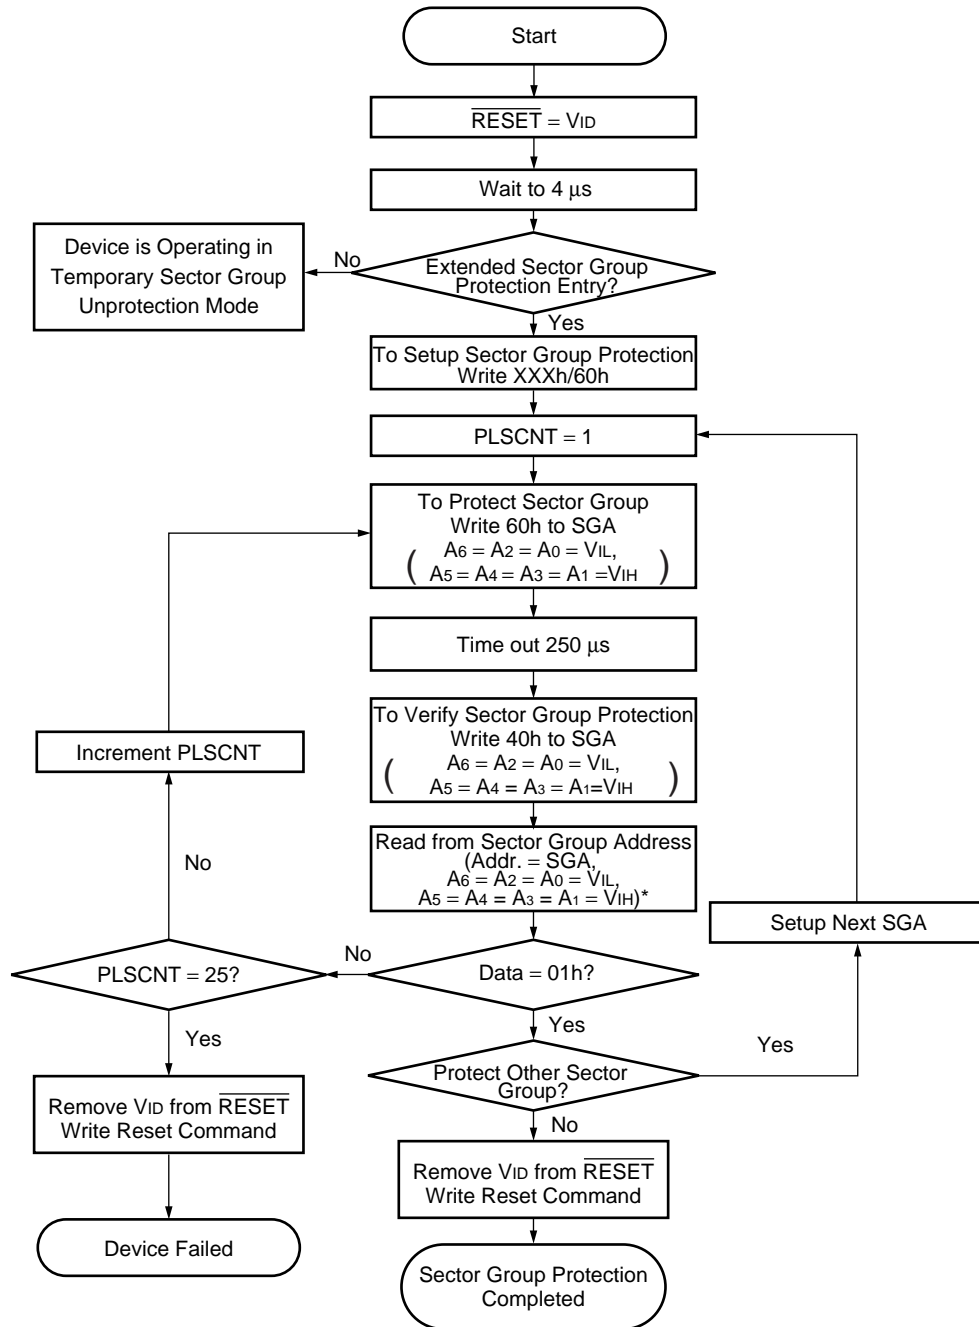 Start
RESET = VID
Wait to 4 μs
Device is Operating in
Temporary Sector Group
Unprotection Mode
No
Extended Sector Group
Protection Entry?
Yes
To Setup Sector Group Protection
Write XXXh/60h
PLSCNT = 1
To Protect Sector Group
Write 60h to SGA
( A6 = A2 = A0 = VIL,
A5 = A4 = A3 = A1 =VIH )
Time out 250 μs
To Verify Sector Group Protection
Write 40h to SGA
( A6 = A2 = A0 = VIL,
A5 = A4 = A3 = A1=VIH )
Increment PLSCNT
Read from Sector Group Address
(Addr. = SGA,
A6 = A2 = A0 = VIL,
A5 = A4 = A3 = A1 = VIH)*
No
Setup Next SGA
No
PLSCNT = 25?
Data = 01h?
Yes
Yes
Yes
Protect Other Sector
Group?
No
Remove VID from RESET
Write Reset Command
Remove VID from RESET
Write Reset Command
Device Failed
Sector Group Protection
Completed